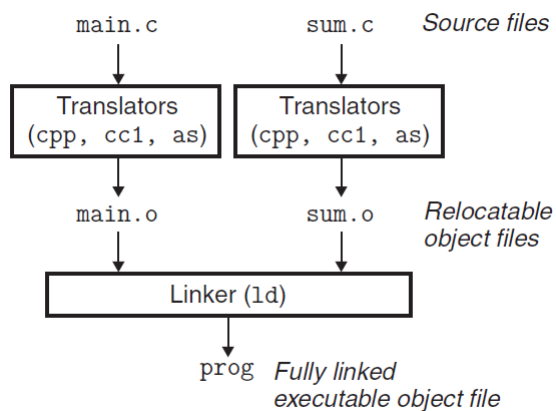 main.c sum.c Source files
Translators Translators
(cpp, cc1, as) (cpp, cc1, as)
main.o sum.o Relocatable
object files
Linker (ld)
prog Fully linked
executable object file